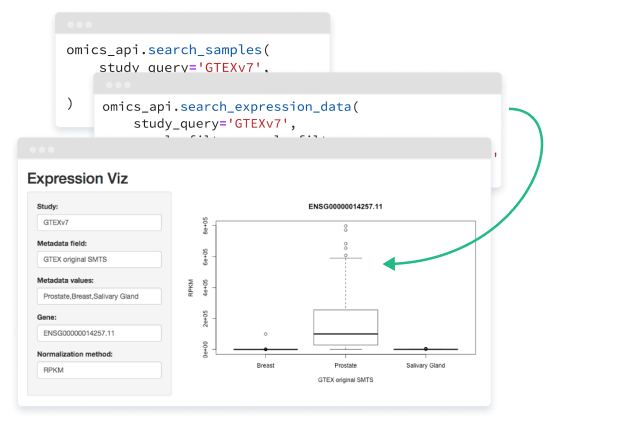 omics_api.search_samples(
study_query='GTEXv7',
)
omics_api.search_expression_data(
study_query='GTEXv7',
Expression Viz
Study:
GTEXv7
Metadata field:
GTEX original SMTS
Metadata values:
Prostate,Breast,Salivary Gland
Gene:
ENSG00000014257.11
Normalization method:
RPKM
ENSG00000014257.11
RPKM
8e+05
6e+05
4e+05
2e+05
0e+00
Breast Prostate Salivary Gland
GTEX original SMTS